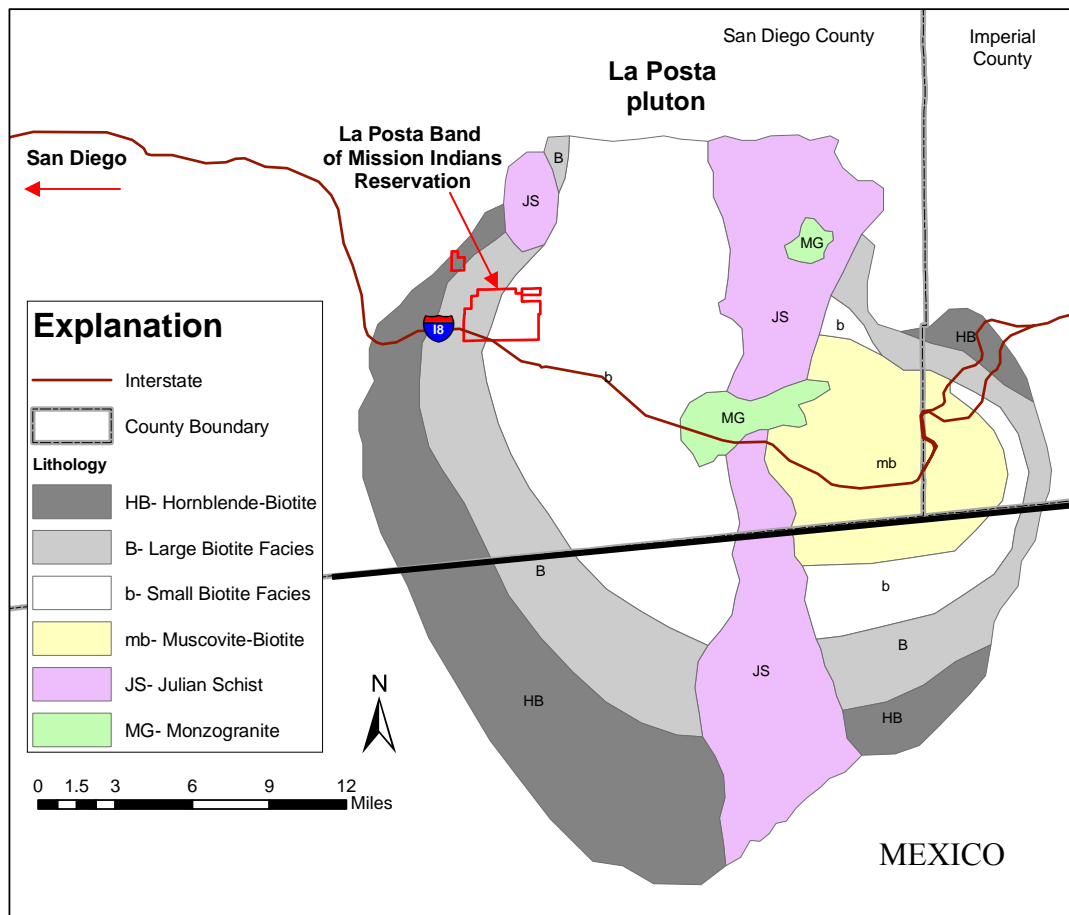 San Diego County
Imperial
County
La Posta
pluton
La Posta Band
of Mission Indians
Reservation
San Diego
B
JS
MG
Explanation
Interstate
County Boundary
Lithology
HB- Hornblende-Biotite
B- Large Biotite Facies
b- Small Biotite Facies
mb- Muscovite-Biotite
JS- Julian Schist
MG- Monzogranite
I8
b
JS
b
HB
MG
mb
B
b
B
JS
HB
HB
N
0 1.5 3 6 9 12
Miles
MEXICO